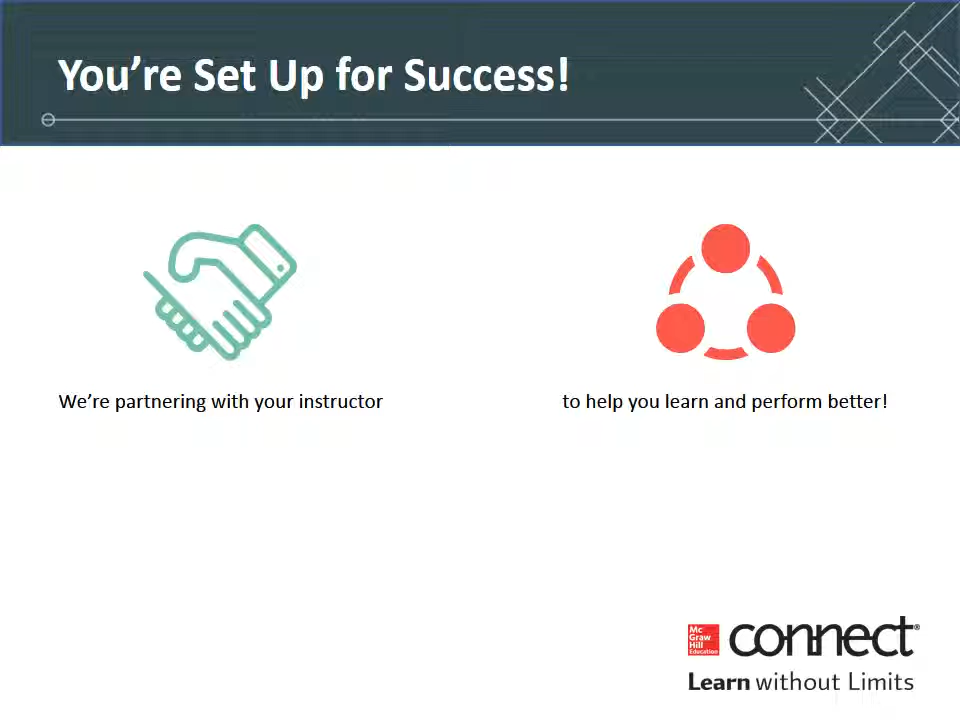 You're Set Up for Success!
We're partnering with your instructor
to help you learn and perform better!
Mc
Graw
Hill
Education
connect®
Learn without Limits